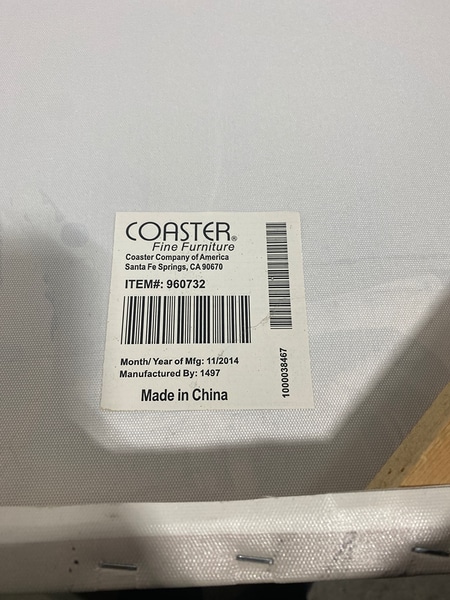 COASTER®
Fine Furniture
Coaster Company of America
Santa Fe Springs, CA 90670
ITEM#: 960732
Month/ Year of Mfg: 11/2014
Manufactured By: 1497
Made in China
1000038467